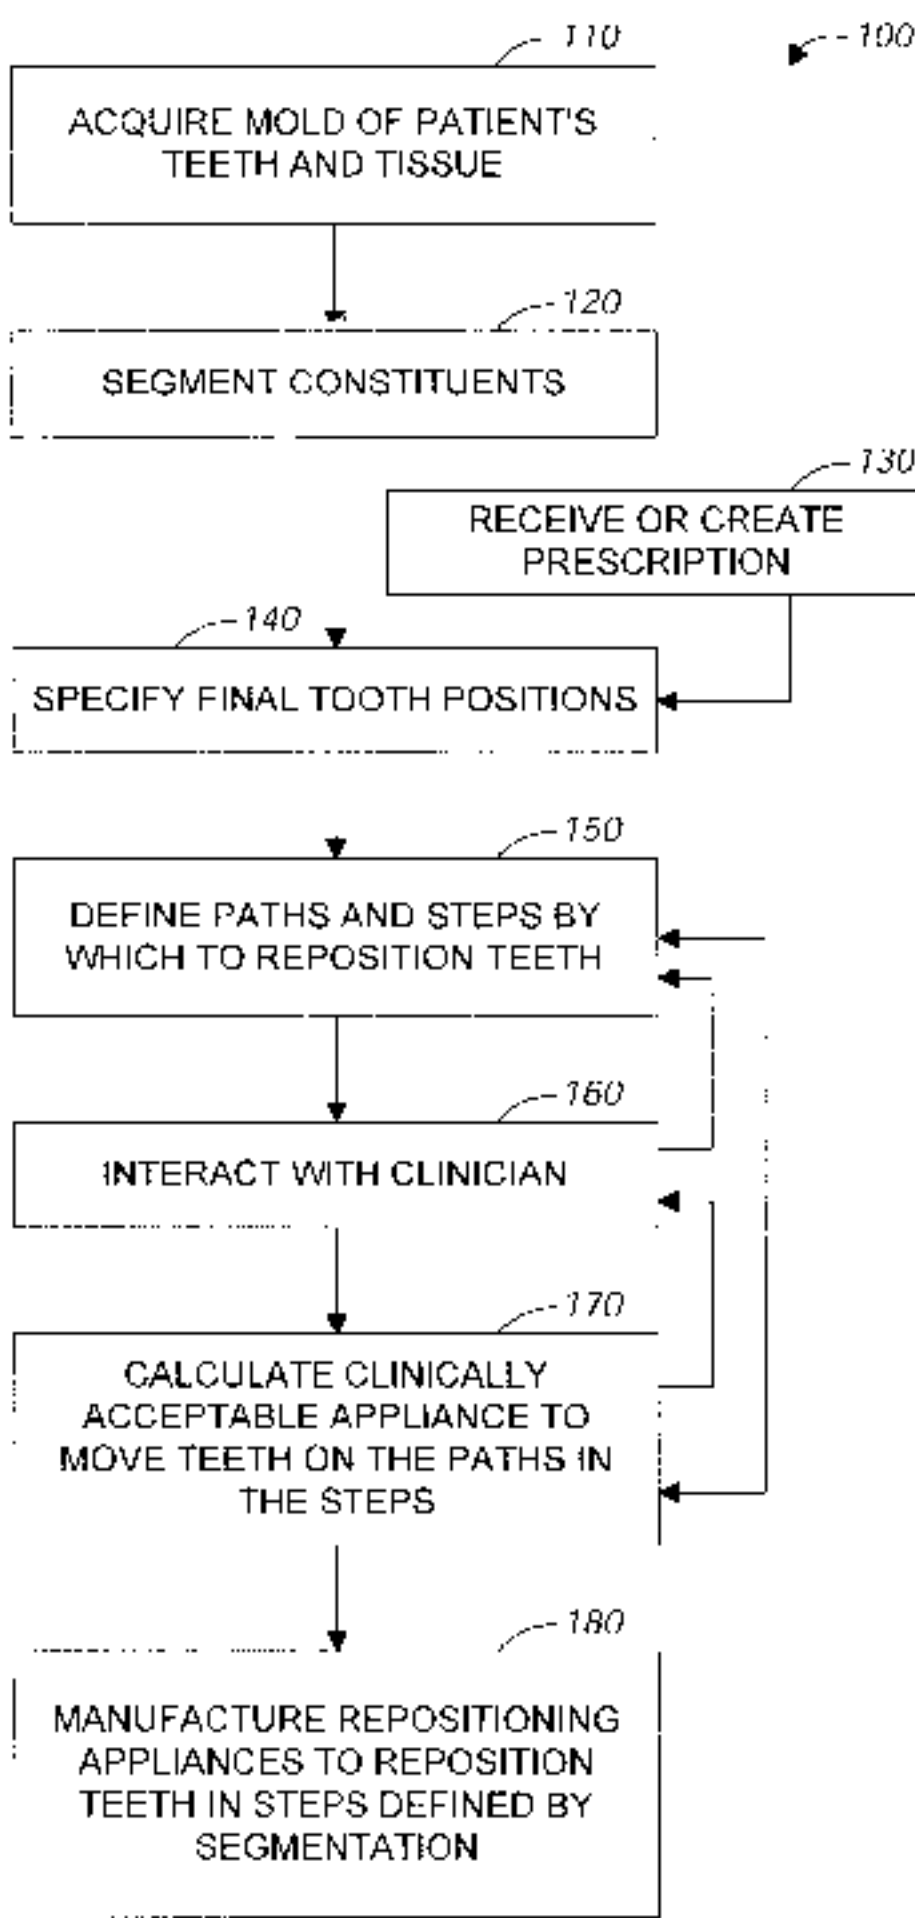 110
100
ACQUIRE MOLD OF PATIENT'S
TEETH AND TISSUE
120
SEGMENT CONSTITUENTS
130
RECEIVE OR CREATE
PRESCRIPTION
140
SPECIFY FINAL TOOTH POSITIONS
150
DEFINE PATHS AND STEPS BY
WHICH TO REPOSITION TEETH
160
INTERACT WITH CLINICIAN
170
CALCULATE CLINICALLY
ACCEPTABLE APPLIANCE TO
MOVE TEETH ON THE PATHS IN
THE STEPS
180
MANUFACTURE REPOSITIONING
APPLIANCES TO REPOSITION
TEETH IN STEPS DEFINED BY
SEGMENTATION